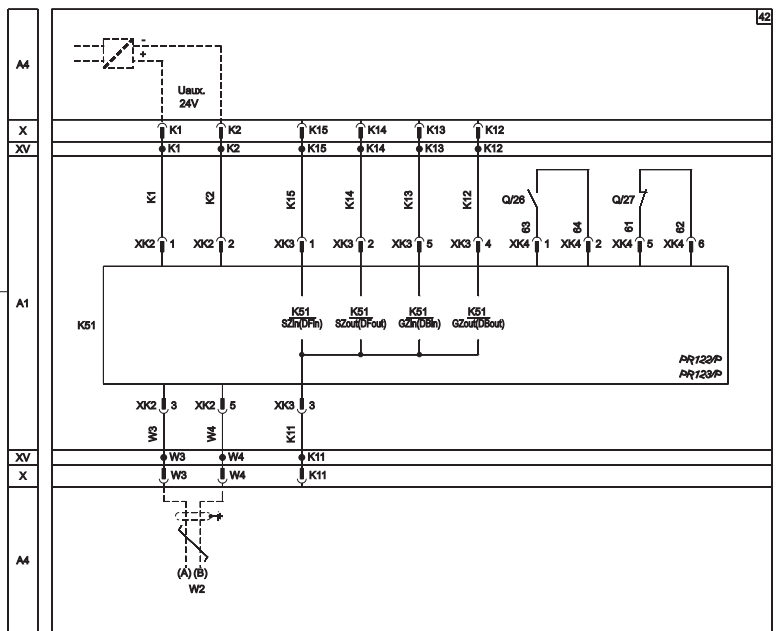 42
A4
-
+
Uaux.
24V
X K1 K2 K15 K14 K13 K12
XV K1 K2 K15 K14 K13 K12
K1 K2 K15 K14 K13 K12
Q/26 Q/27
63 64 61 62
XK2 1 XK2 2 XK3 1 XK3 2 XK3 5 XK3 4 XK4 1 XK4 2 XK4 5 XK4 6
A1
K51
K51 K51 K51 K51
SZin(DFin) SZout(DFout) GZin(DBin) GZout(DBout)
PR122/P
PR123/P
XK2 3 XK2 5 XK3 3
W3 W4 K11
XV W3 W4 K11
X W3 W4 K11
A4
(A) (B)
W2